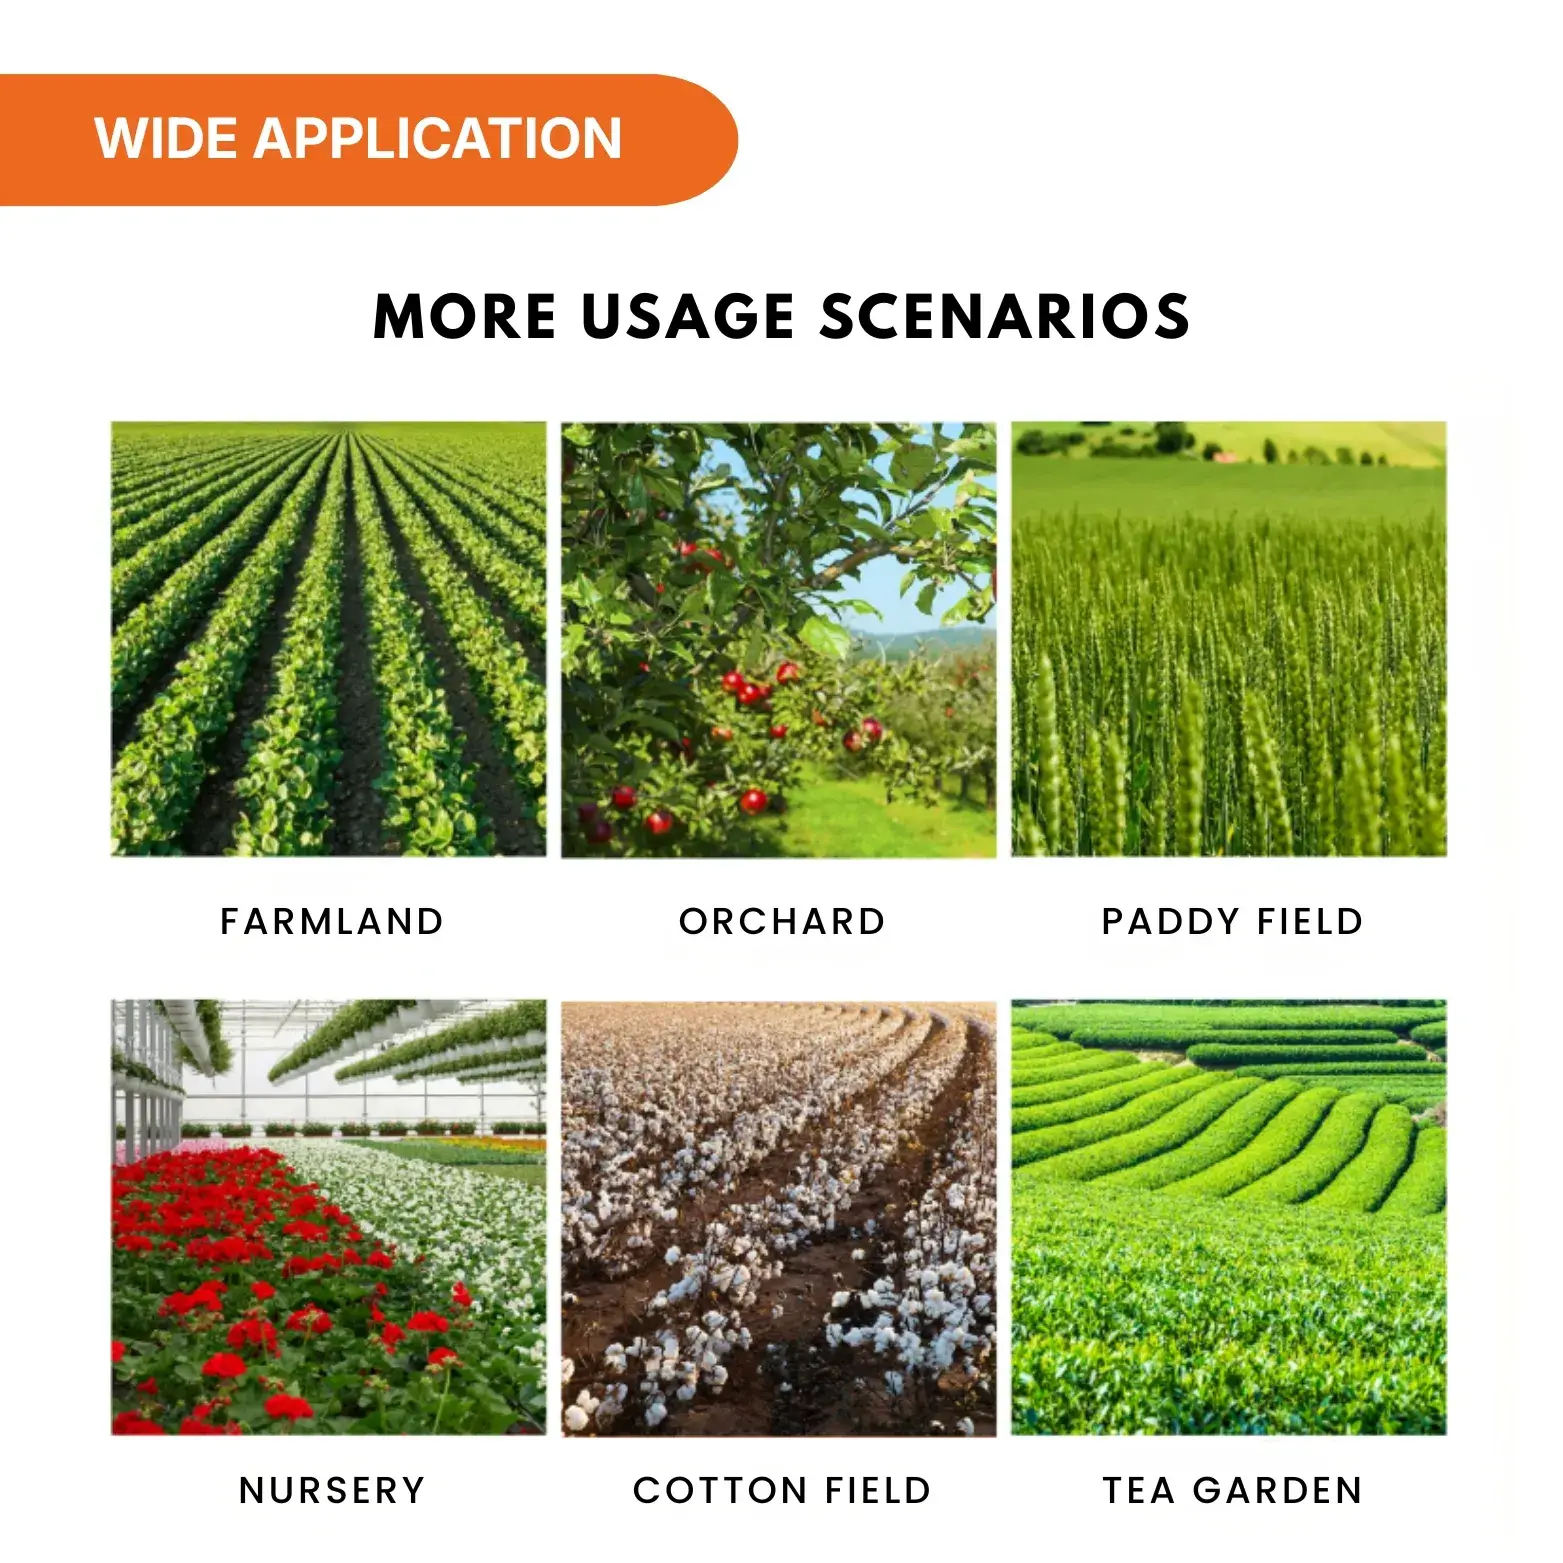 WIDE APPLICATION
MORE USAGE SCENARIOS
FARMLAND
ORCHARD
PADDY FIELD
NURSERY
COTTON FIELD
TEA GARDEN